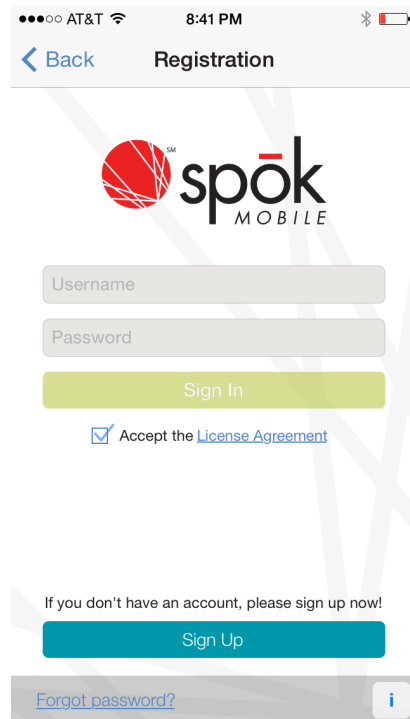 AT&T 8:41 PM
Back Registration
SM
spōk
MOBILE
Username
Password
Sign In
Accept the License Agreement
If you don't have an account, please sign up now!
Sign Up
Forgot password? i